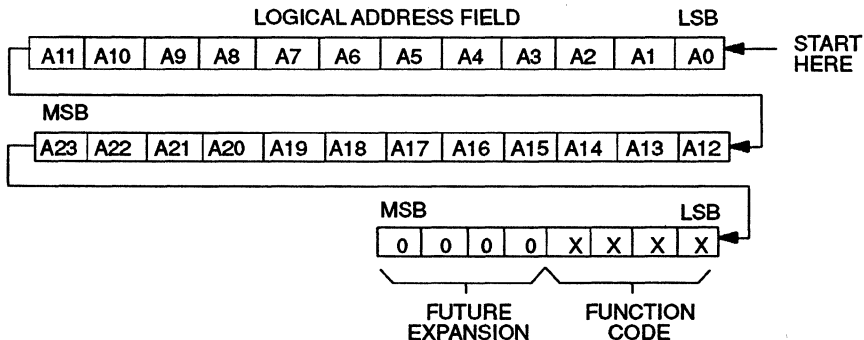 LOGICAL ADDRESS FIELD LSB
A11 A10 A9 A8 A7 A6 A5 A4 A3 A2 A1 A0 START HERE
MSB
A23 A22 A21 A20 A19 A18 A17 A16 A15 A14 A13 A12
MSB LSB
0 0 0 0 X X X X
FUTURE EXPANSION FUNCTION CODE